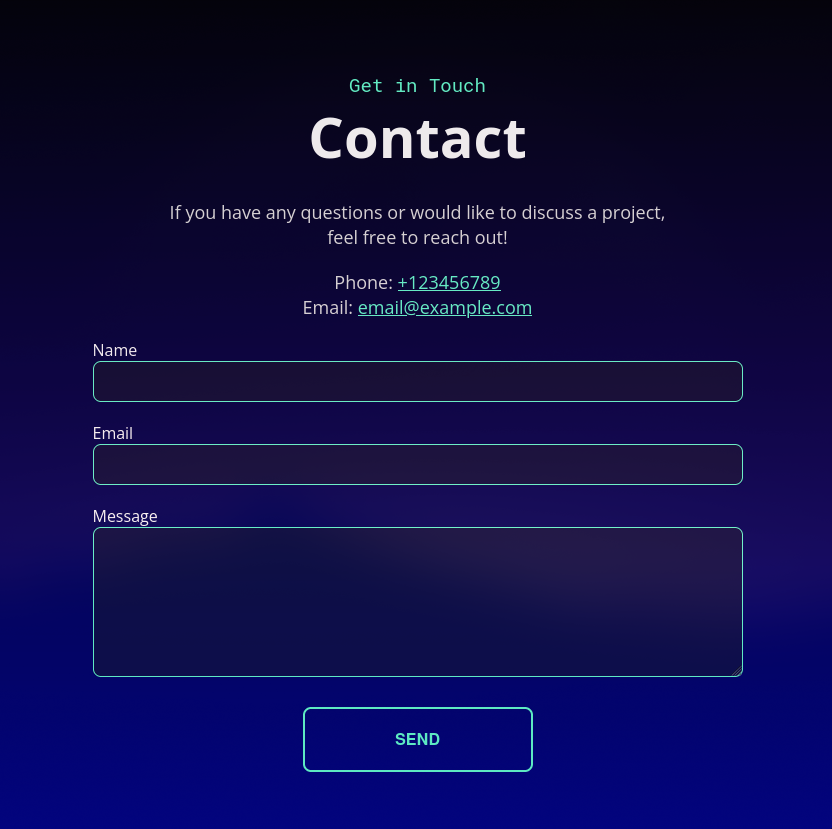 Get in Touch
Contact
If you have any questions or would like to discuss a project,
feel free to reach out!
Phone: +123456789
Email: email@example.com
Name
Email
Message
SEND